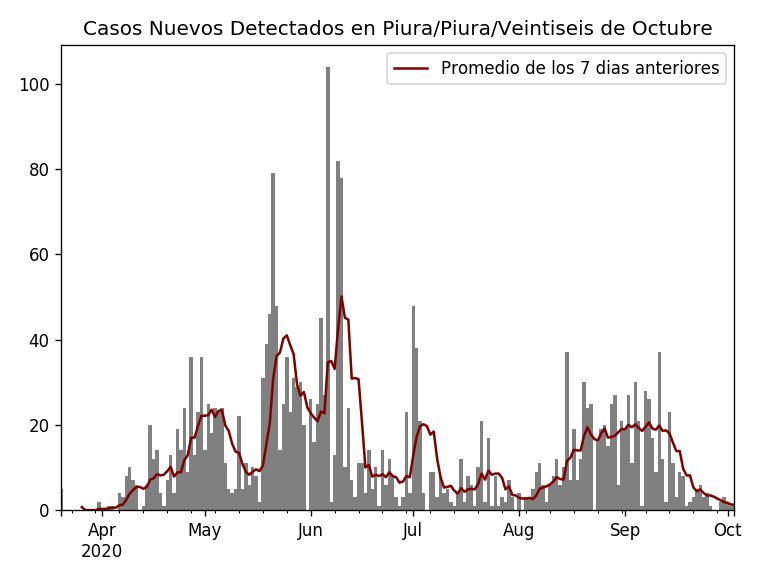 Casos Nuevos Detectados en Piura/Piura/Veintiseis de Octubre
Promedio de los 7 dias anteriores
100
80
60
40
20
0
Apr May Jun Jul Aug Sep Oct
2020